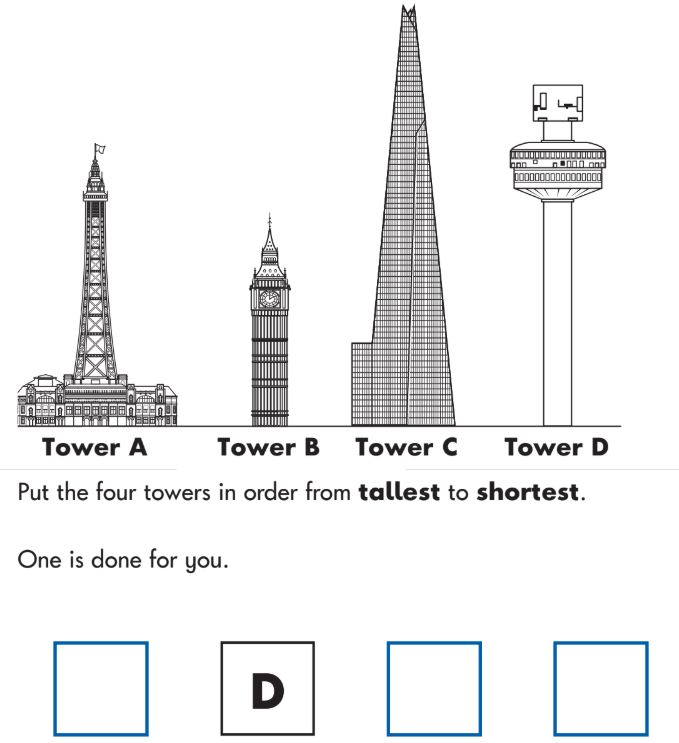 Tower A Tower B Tower C Tower D
Put the four towers in order from tallest to shortest.
One is done for you.
D